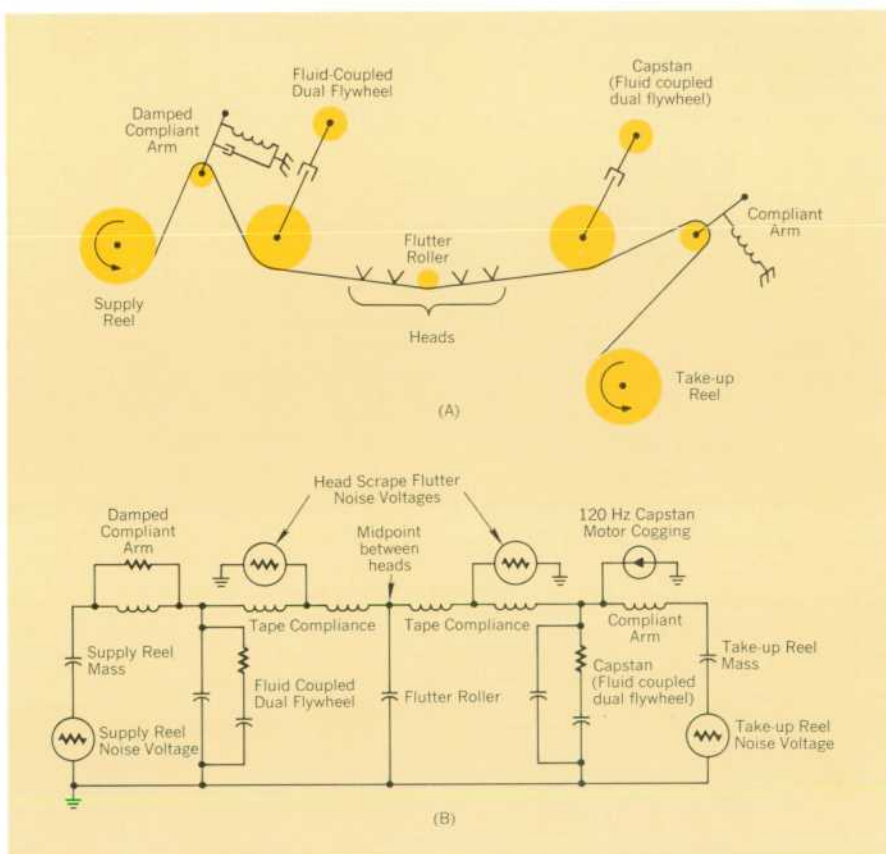 Fluid-Coupled
Dual Flywheel
Capstan
(Fluid coupled
dual flywheel)
Damped
Compliant
Arm
Compliant
Arm
Flutter
Roller
Supply
Reel
Heads
Take-up
Reel
(A)
Head Scrape Flutter
Noise Voltages
Damped
Compliant
Arm
Midpoint
between
heads
120 Hz Capstan
Motor Cogging
Tape Compliance
Tape Compliance
Compliant
Arm
Supply Reel
Mass
Fluid Coupled
Dual Flywheel
Flutter Roller
Capstan
(Fluid coupled
dual flywheel)
Take-up Reel
Mass
Supply Reel
Noise Voltage
Take-up Reel
Noise Voltage
(B)